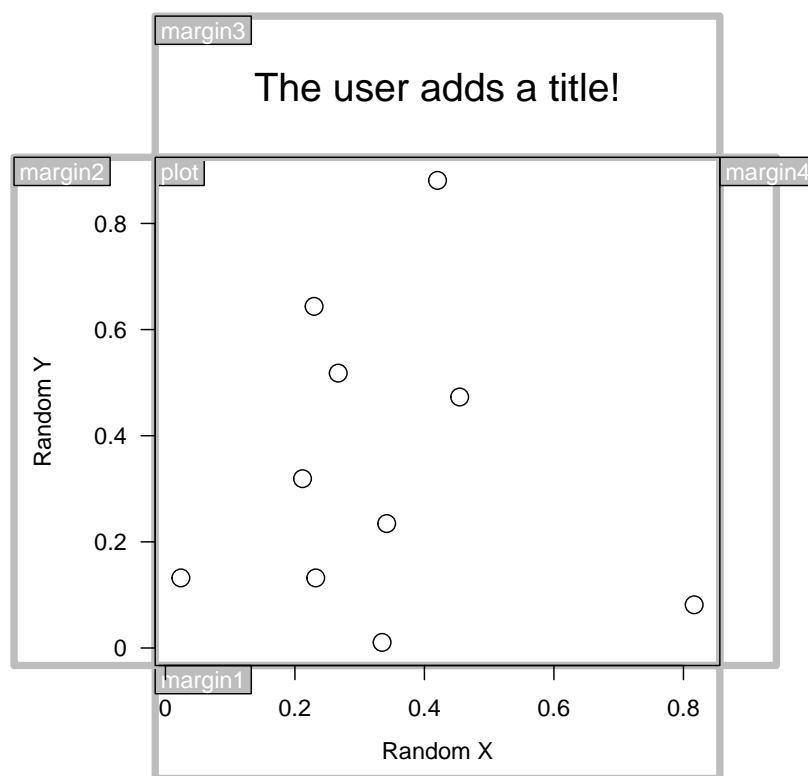 margin3
The user adds a title!
margin2
plot
margin4
0.8
0.6
0.4
0.2
0
Random Y
margin1
0 0.2 0.4 0.6 0.8
Random X